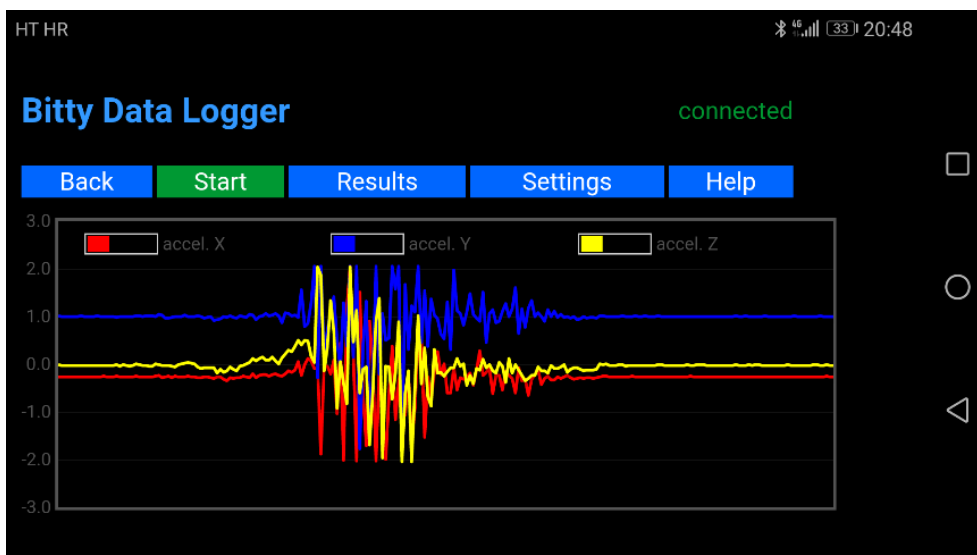 HT HR 4G 33 20:48
Bitty Data Logger connected
Back Start Results Settings Help
3.0
accel. X accel. Y accel. Z
2.0
1.0
0.0
-1.0
-2.0
-3.0